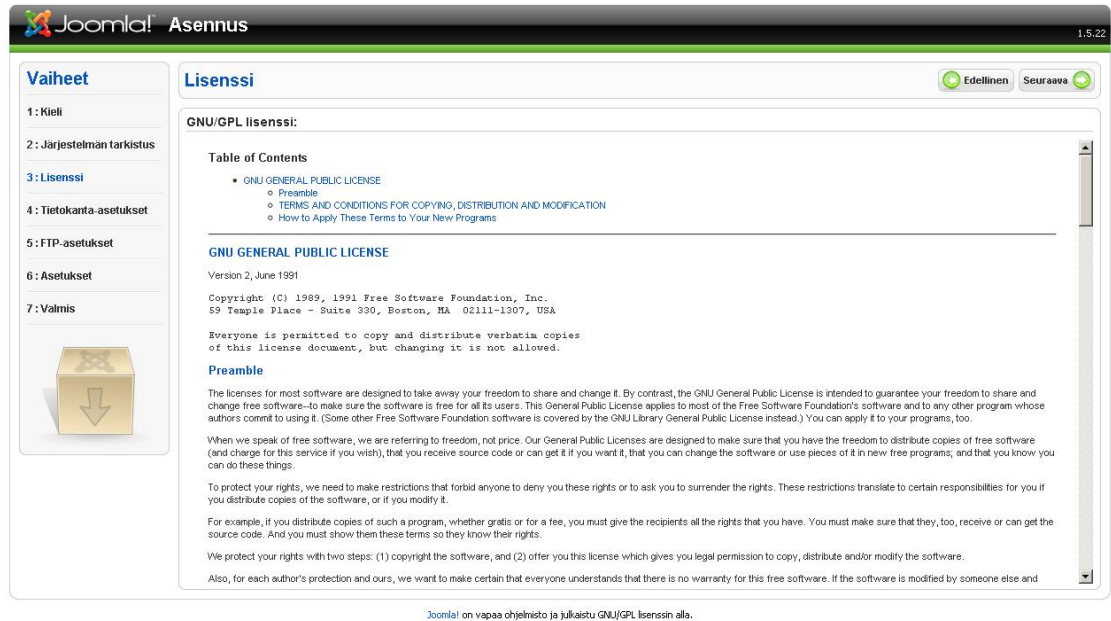 Joomla! Asennus
1.5.22
Vaiheet
1 : Kieli
2 : Järjestelmän tarkistus
3 : Lisenssi
4 : Tietokanta-asetukset
5 : FTP-asetukset
6 : Asetukset
7 : Valmis
Lisenssi
Edellinen
Seuraava
GNU/GPL lisenssi:
Table of Contents
GNU GENERAL PUBLIC LICENSE
Preamble
TERMS AND CONDITIONS FOR COPYING, DISTRIBUTION AND MODIFICATION
How to Apply These Terms to Your New Programs
GNU GENERAL PUBLIC LICENSE
Version 2, June 1991
Copyright (C) 1989, 1991 Free Software Foundation, Inc.
59 Temple Place - Suite 330, Boston, MA  02111-1307, USA
Everyone is permitted to copy and distribute verbatim copies
of this license document, but changing it is not allowed.
Preamble
The licenses for most software are designed to take away your freedom to share and change it. By contrast, the GNU General Public License is intended to guarantee your freedom to share and
change free software--to make sure the software is free for all its users. This General Public License applies to most of the Free Software Foundation's software and to any other program whose
authors commit to using it. (Some other Free Software Foundation software is covered by the GNU Library General Public License instead.) You can apply it to your programs, too.
When we speak of free software, we are referring to freedom, not price. Our General Public Licenses are designed to make sure that you have the freedom to distribute copies of free software
(and charge for this service if you wish), that you receive source code or can get it if you want it, that you can change the software or use pieces of it in new free programs; and that you know you
can do these things.
To protect your rights, we need to make restrictions that forbid anyone to deny you these rights or to ask you to surrender the rights. These restrictions translate to certain responsibilities for you if
you distribute copies of the software, or if you modify it.
For example, if you distribute copies of such a program, whether gratis or for a fee, you must give the recipients all the rights that you have. You must make sure that they, too, receive or can get the
source code. And you must show them these terms so they know their rights.
We protect your rights with two steps: (1) copyright the software, and (2) offer you this license which gives you legal permission to copy, distribute and/or modify the software.
Also, for each author's protection and ours, we want to make certain that everyone understands that there is no warranty for this free software. If the software is modified by someone else and
Joomla! on vapaa ohjelmisto ja julkaistu GNU/GPL lisenssin alla.